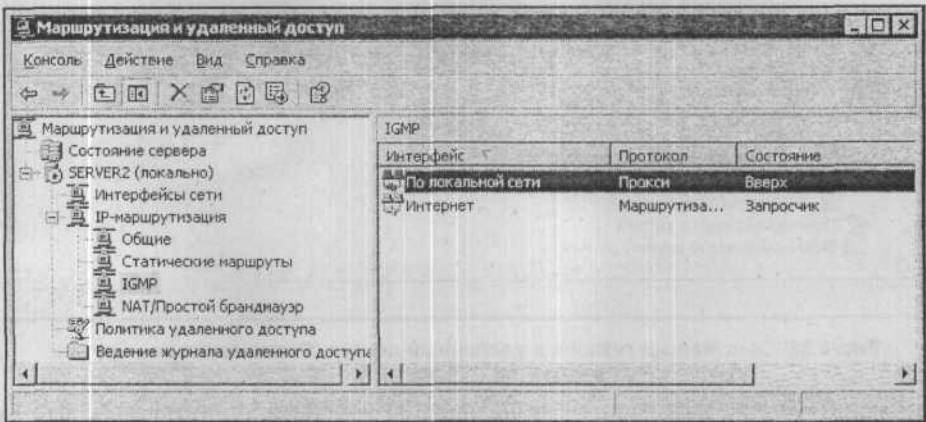 Маршрутизация и удаленный доступ
Консоль Действие Вид Справка
Маршрутизация и удаленный доступ
Состояние сервера
SERVER2 (локально)
Интерфейсы сети
IP-маршрутизация
Общие
Статические маршруты
IGMP
NAT/Простой брандмауэр
Политика удаленного доступа
Ведение журнала удаленного доступа
IGMP
Интерфейс Протокол Состояние
По локальной сети Прокси Вверх
Интернет Маршрутиза... Запросчик